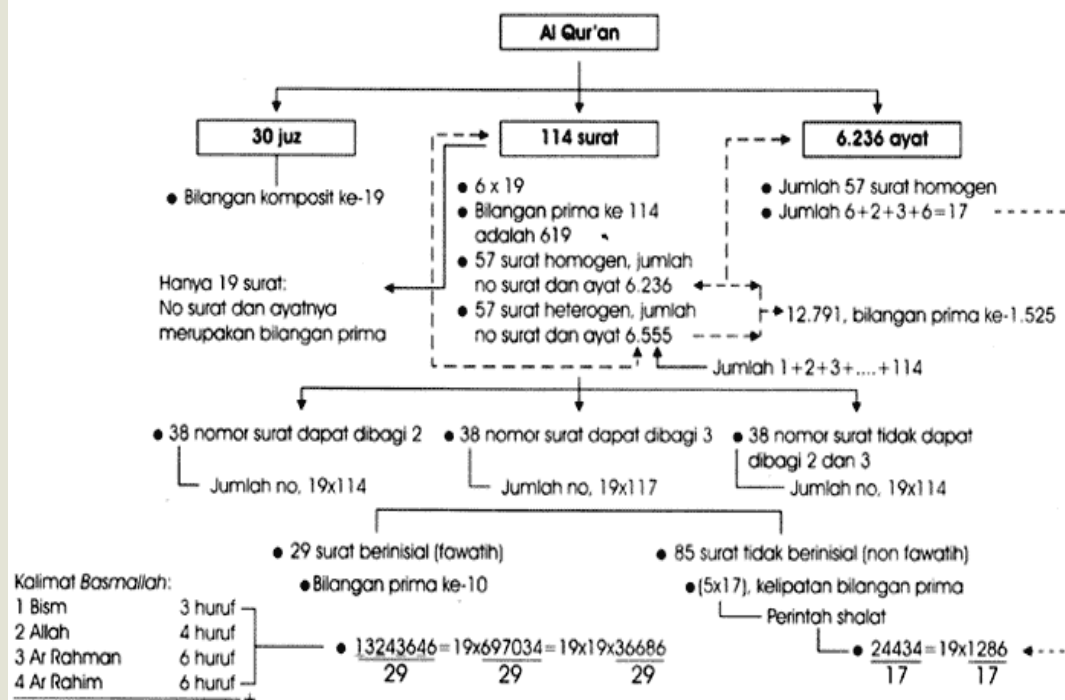 Al Qur'an
30 juz
114 surat
6.236 ayat
• Bilangan komposit ke-19
• 6 x 19
• Bilangan prima ke 114
adalah 619
• 57 surat homogen, jumlah
no surat dan ayat 6.236
• 57 surat heterogen, jumlah
no surat dan ayat 6.555
• Jumlah 57 surat homogen
• Jumlah 6+2+3+6=17
Hanya 19 surat:
No surat dan ayatnya
merupakan bilangan prima
12.791, bilangan prima ke-1.525
Jumlah 1+2+3+....+114
• 38 nomor surat dapat dibagi 2
Jumlah no, 19x114
• 38 nomor surat dapat dibagi 3
Jumlah no, 19x117
• 38 nomor surat tidak dapat
dibagi 2 dan 3
Jumlah no, 19x114
• 29 surat berinisial (fawatih)
• Bilangan prima ke-10
• 85 surat tidak berinisial (non fawatih)
• (5x17), kelipatan bilangan prima
Perintah shalat
Kalimat Basmallah:
1 Bism 3 huruf
2 Allah 4 huruf
3 Ar Rahman 6 huruf
4 Ar Rahim 6 huruf
+
• 13243646 = 19x697034 = 19x19x36686
29 29 29
• 24434 = 19x1286
17 17